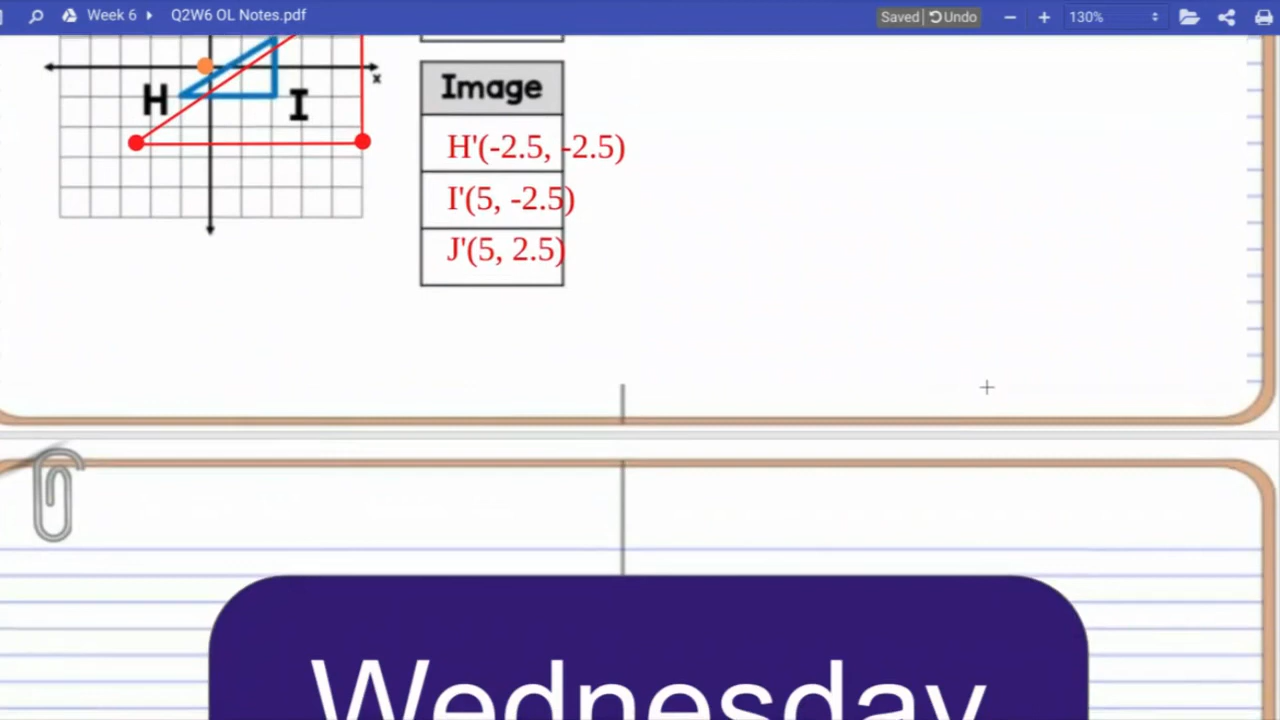 Week 6 Q2W6 OL Notes.pdf Saved Undo 130%
x
H I
Image
H'(-2.5, -2.5)
I'(5, -2.5)
J'(5, 2.5)
Wednesday